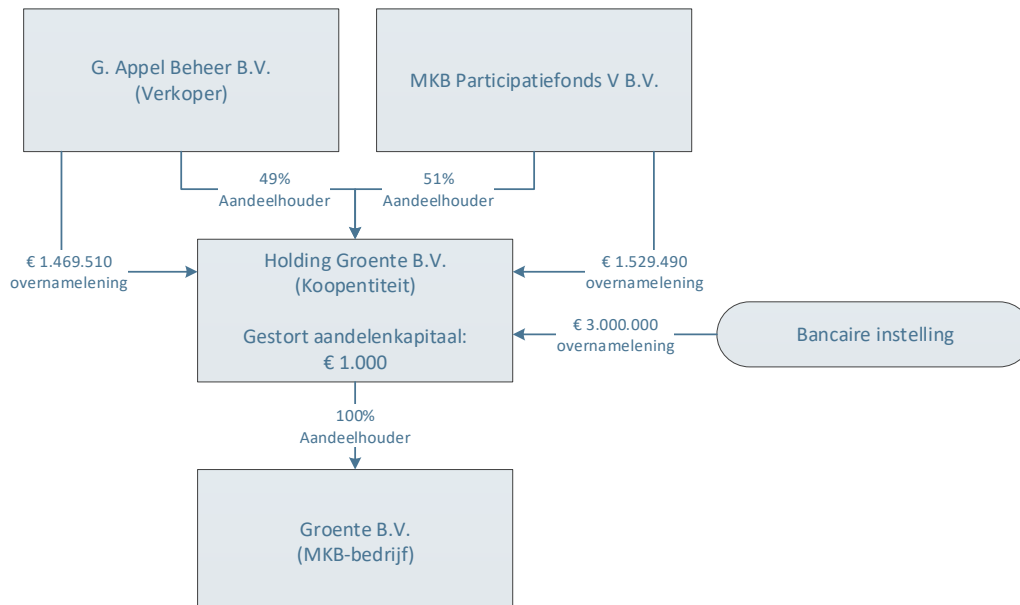 G. Appel Beheer B.V.
(Verkoper)
MKB Participatiefonds V B.V.
49%
Aandeelhouder
51%
Aandeelhouder
€ 1.469.510
overnamelening
Holding Groente B.V.
(Koopentiteit)
Gestort aandelenkapitaal:
€ 1.000
€ 1.529.490
overnamelening
€ 3.000.000
overnamelening
Bancaire instelling
100%
Aandeelhouder
Groente B.V.
(MKB-bedrijf)